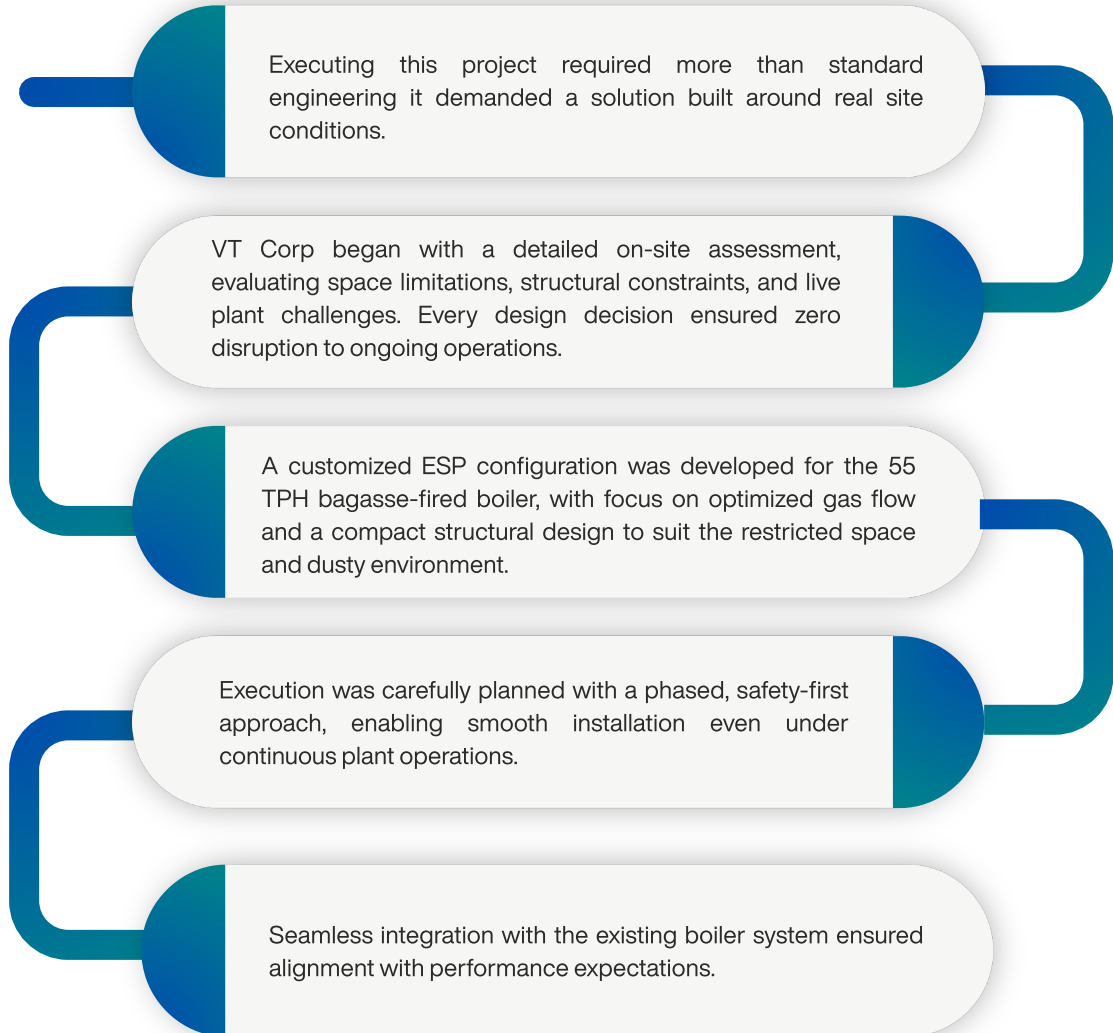 Executing this project required more than standard
engineering it demanded a solution built around real site
conditions.
VT Corp began with a detailed on-site assessment,
evaluating space limitations, structural constraints, and live
plant challenges. Every design decision ensured zero
disruption to ongoing operations.
A customized ESP configuration was developed for the 55
TPH bagasse-fired boiler, with focus on optimized gas flow
and a compact structural design to suit the restricted space
and dusty environment.
Execution was carefully planned with a phased, safety-first
approach, enabling smooth installation even under
continuous plant operations.
Seamless integration with the existing boiler system ensured
alignment with performance expectations.